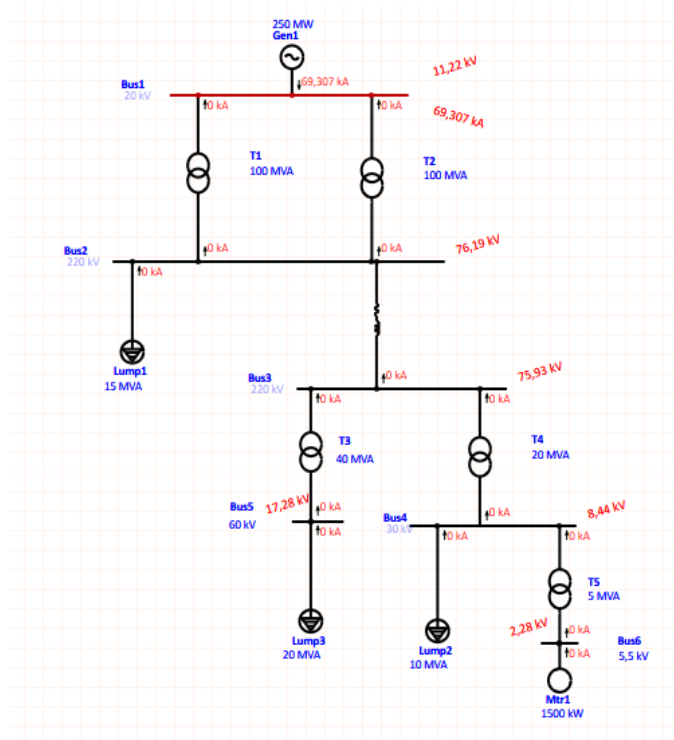 250 MW
Gen1
11,22 kV
69,307 kA
Bus1
20 kV
0 kA
0 kA
69,307 kA
T1
100 MVA
T2
100 MVA
76,19 kV
Bus2
220 kV
0 kA
0 kA
0 kA
Lump1
15 MVA
75,93 kV
Bus3
220 kV
0 kA
0 kA
0 kA
T3
40 MVA
T4
20 MVA
Bus5
60 kV
17,28 kV
0 kA
0 kA
8,44 kV
Bus4
30 kV
0 kA
0 kA
0 kA
T5
5 MVA
2,28 kV
0 kA
0 kA
Bus6
5,5 kV
Lump3
20 MVA
Lump2
10 MVA
Mtr1
1500 kW